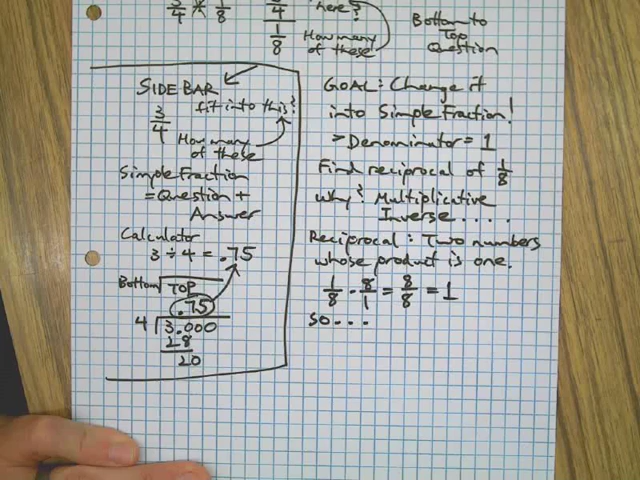 3/4 * 1/8
3/4
1/8
here?
How many
of these
Bottom to
Top
Question
SIDE BAR
fit into this?
3/4
How many
of these
Simple Fraction
= Question +
Answer
Calculator
3 ÷ 4 = .75
Bottom TOP
.75
4 3.000
28
20
GOAL: Change it
into Simple Fraction!
> Denominator = 1
Find reciprocal of 1/8
Why? Multiplicative
Inverse....
Reciprocal: Two numbers
whose product is one.
1/8 · 8/1 = 8/8 = 1
so...